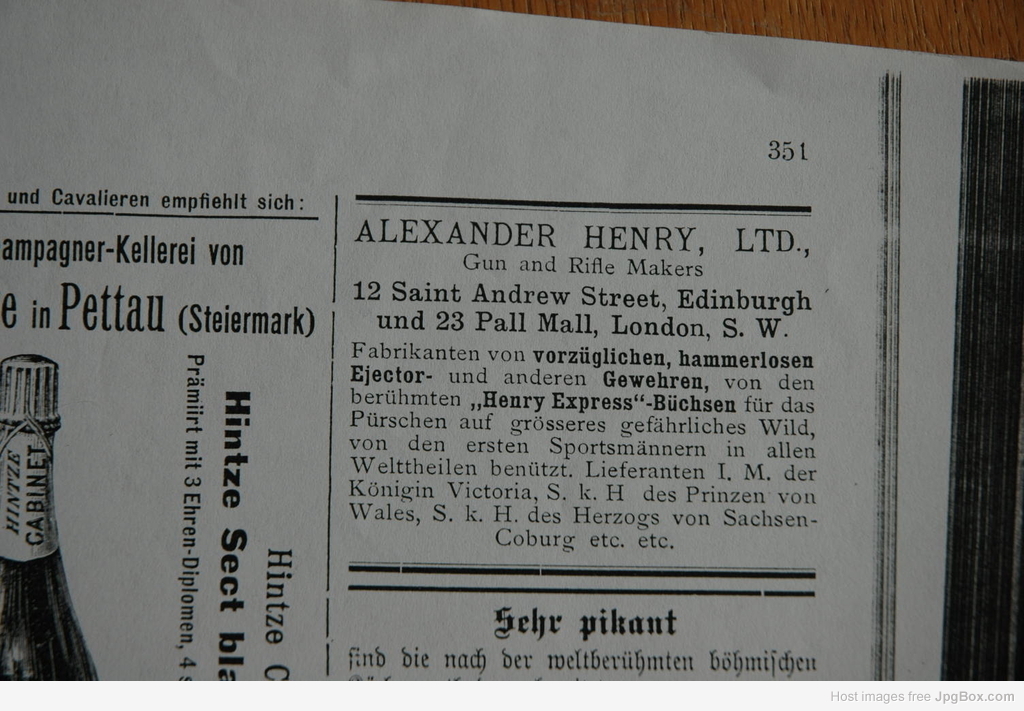 351
und Cavalieren empfiehlt sich:
ampagner-Kellerei von
e in Pettau (Steiermark)
Prämiirt mit 3 Ehren-Diplomen, 4
Hintze Sect bla
Hintze C
CABINET
HINTZE
ALEXANDER HENRY, LTD.,
Gun and Rifle Makers
12 Saint Andrew Street, Edinburgh
und 23 Pall Mall, London, S. W.
Fabrikanten von vorzüglichen, hammerlosen
Ejector- und anderen Gewehren, von den
berühmten „Henry Express“-Büchsen für das
Pürschen auf grösseres gefährliches Wild,
von den ersten Sportsmännern in allen
Welttheilen benützt. Lieferanten I. M. der
Königin Victoria, S. k. H des Prinzen von
Wales, S. k. H. des Herzogs von Sachsen-
Coburg etc. etc.
Sehr pikant
sind die nach der weltberühmten böhmischen
Host images free JpgBox.com